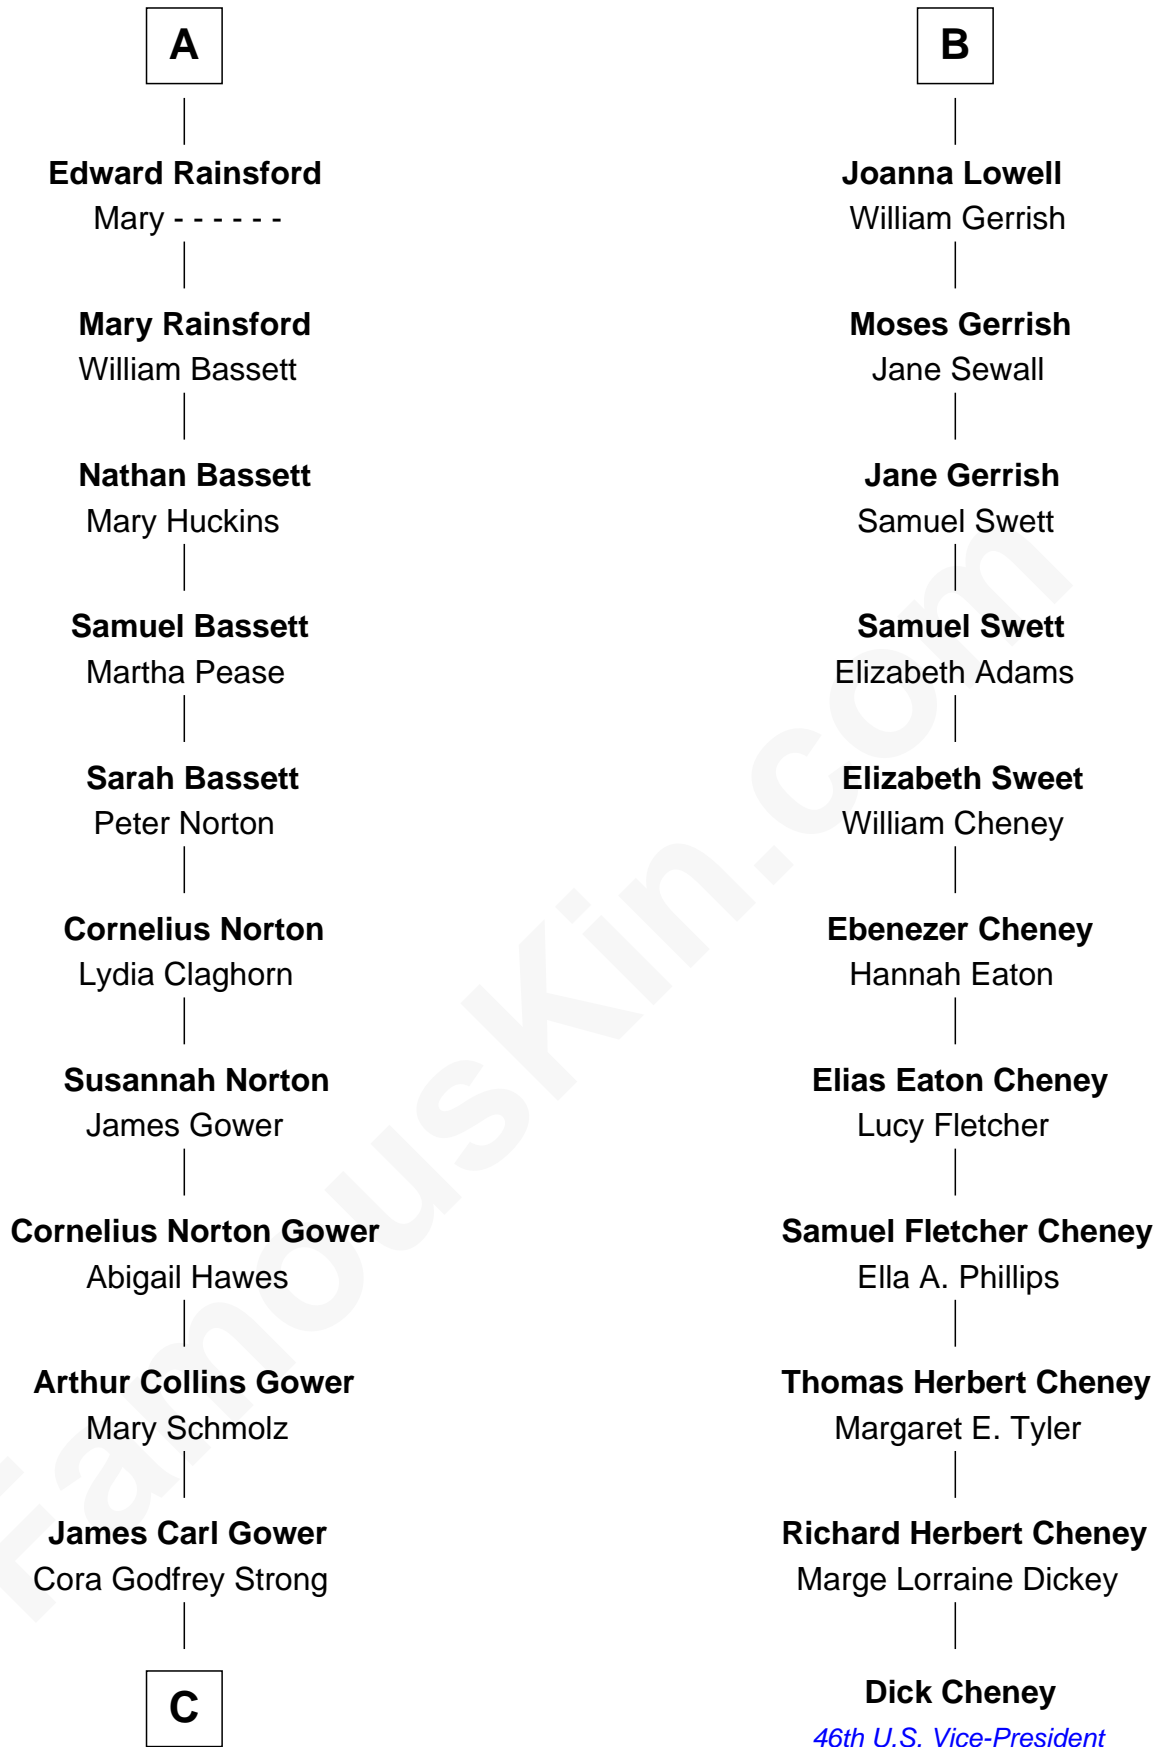 A
Edward Rainsford
Mary - - - - - -
Mary Rainsford
William Bassett
Nathan Bassett
Mary Huckins
Samuel Bassett
Martha Pease
Sarah Bassett
Peter Norton
Cornelius Norton
Lydia Claghorn
Susannah Norton
James Gower
Cornelius Norton Gower
Abigail Hawes
Arthur Collins Gower
Mary Schmolz
James Carl Gower
Cora Godfrey Strong
C
B
Joanna Lowell
William Gerrish
Moses Gerrish
Jane Sewall
Jane Gerrish
Samuel Swett
Samuel Swett
Elizabeth Adams
Elizabeth Sweet
William Cheney
Ebenezer Cheney
Hannah Eaton
Elias Eaton Cheney
Lucy Fletcher
Samuel Fletcher Cheney
Ella A. Phillips
Thomas Herbert Cheney
Margaret E. Tyler
Richard Herbert Cheney
Marge Lorraine Dickey
Dick Cheney
46th U.S. Vice-President
FamousKin.com